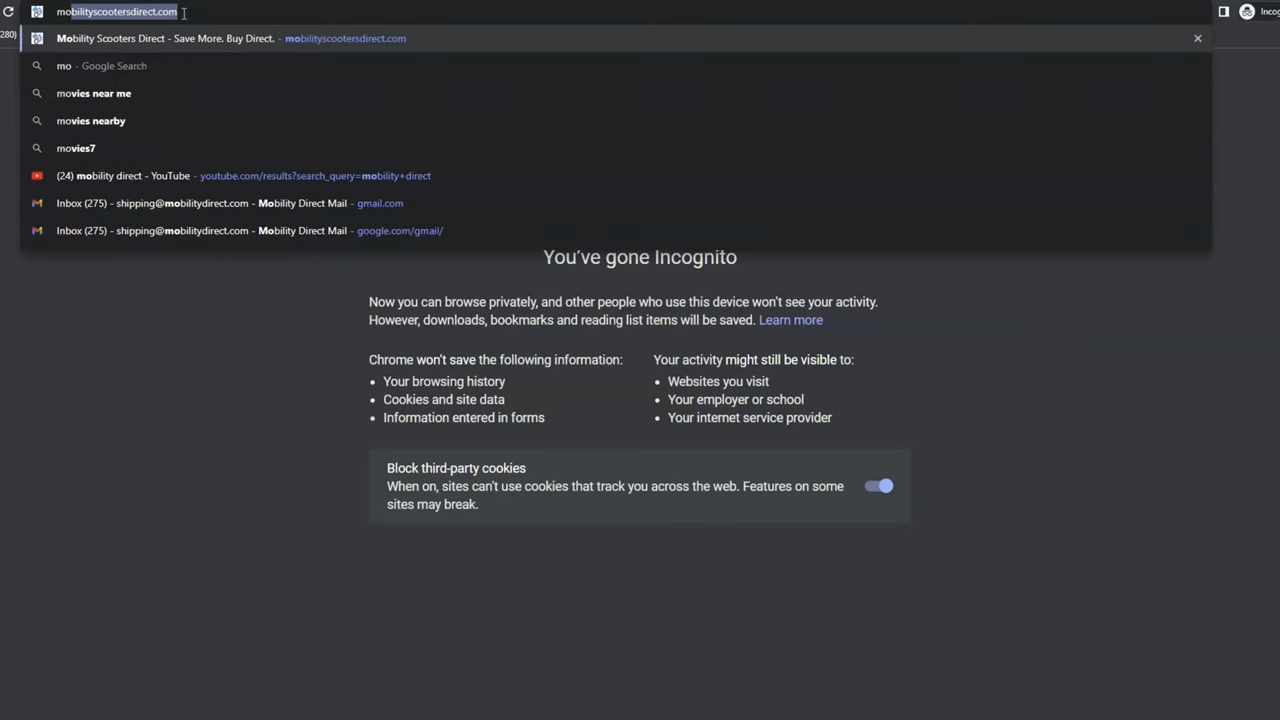 mobilityscootersdirect.com
Incog
280)
Mobility Scooters Direct - Save More. Buy Direct. - mobilityscootersdirect.com
mo - Google Search
movies near me
movies nearby
movies7
(24) mobility direct - YouTube - youtube.com/results?search_query=mobility+direct
Inbox (275) - shipping@mobilitydirect.com - Mobility Direct Mail - gmail.com
Inbox (275) - shipping@mobilitydirect.com - Mobility Direct Mail - google.com/gmail/
You've gone Incognito
Now you can browse privately, and other people who use this device won't see your activity.
However, downloads, bookmarks and reading list items will be saved. Learn more
Chrome won't save the following information:
• Your browsing history
• Cookies and site data
• Information entered in forms
Your activity might still be visible to:
• Websites you visit
• Your employer or school
• Your internet service provider
Block third-party cookies
When on, sites can't use cookies that track you across the web. Features on some
sites may break.